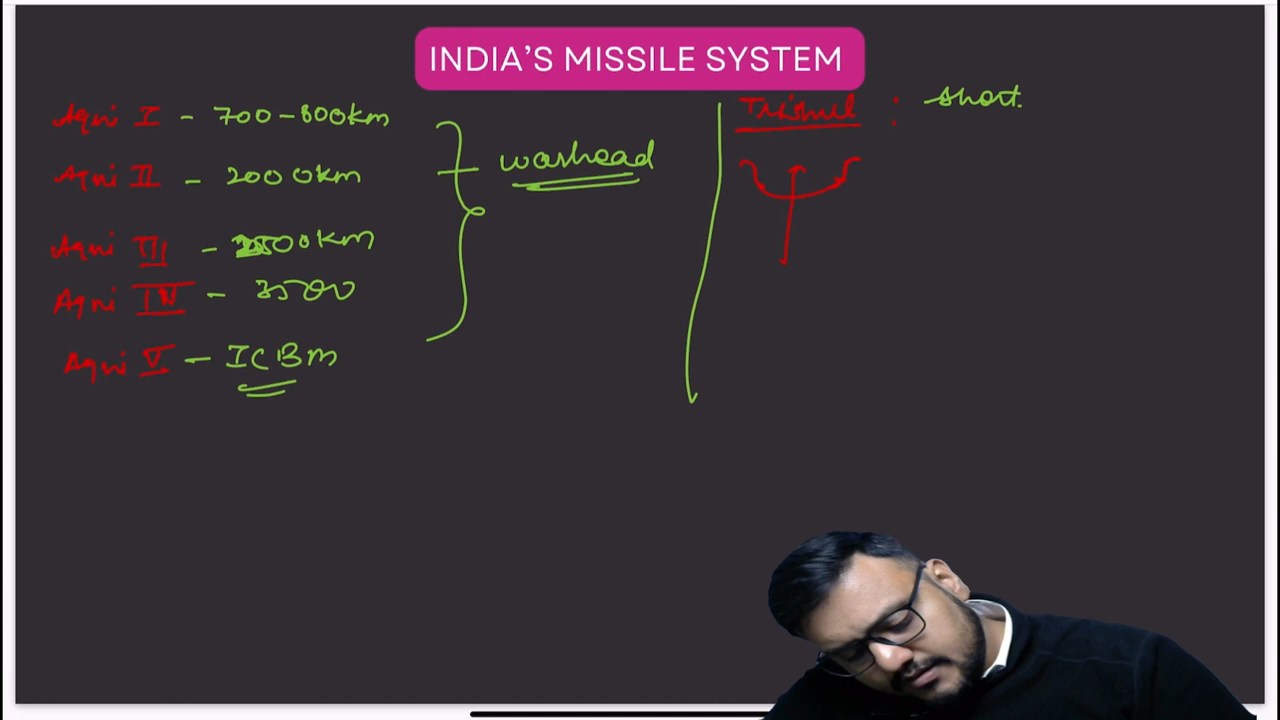 INDIA'S MISSILE SYSTEM
Agni I - 700-800km
Agni II - 2000km
Agni III - 2500km
Agni IV - 3500
Agni V - ICBM
warhead
Trishul : short